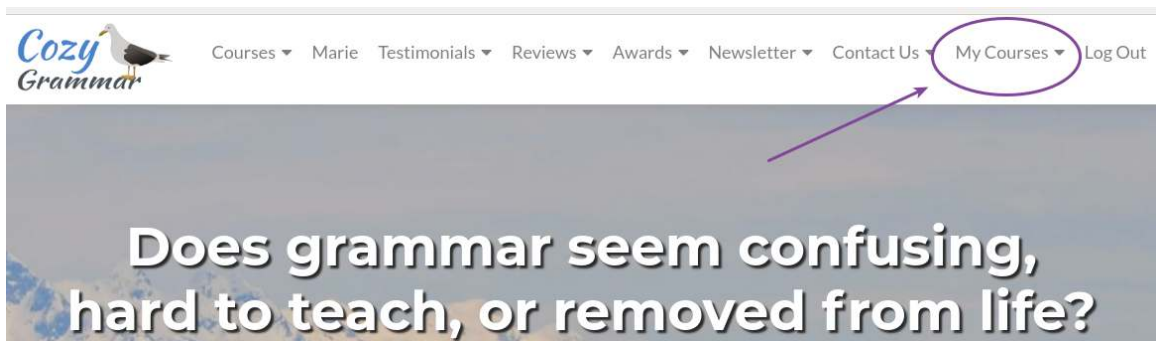 Cozy
Grammar
Courses Marie Testimonials Reviews Awards Newsletter Contact Us My Courses Log Out
Does grammar seem confusing,
hard to teach, or removed from life?